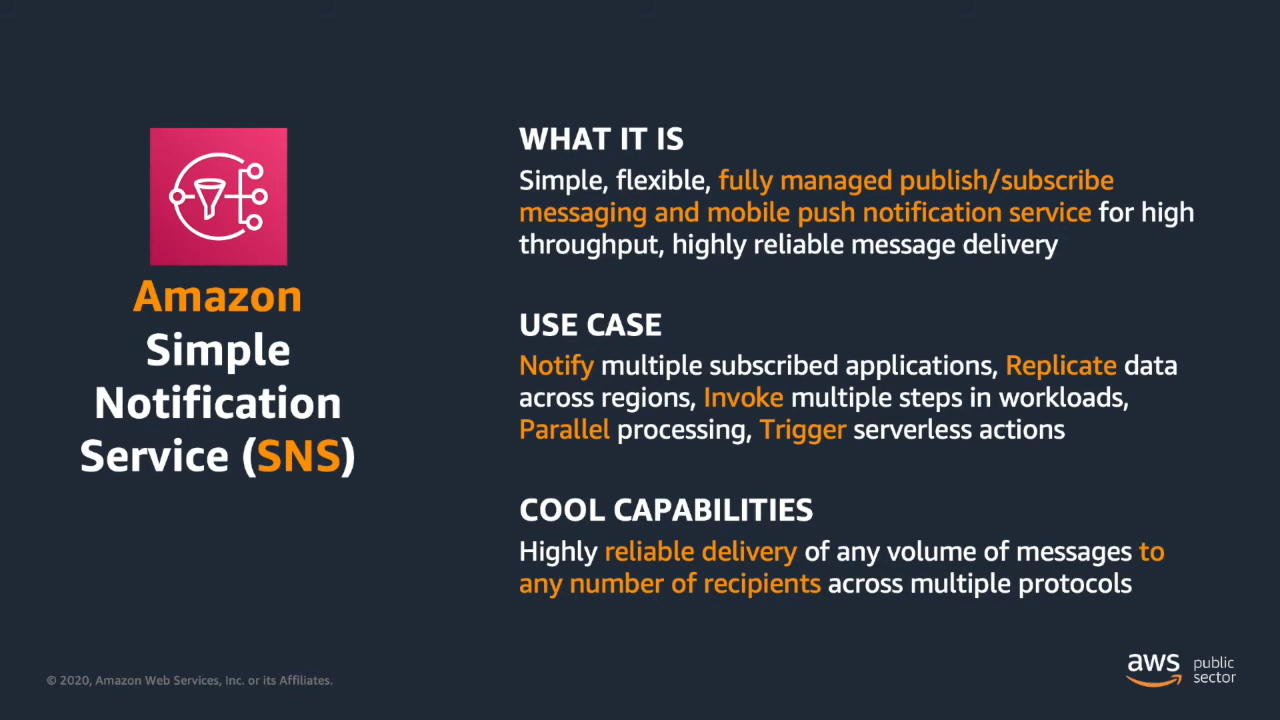 Amazon
Simple
Notification
Service (SNS)
WHAT IT IS
Simple, flexible, fully managed publish/subscribe
messaging and mobile push notification service for high
throughput, highly reliable message delivery
USE CASE
Notify multiple subscribed applications, Replicate data
across regions, Invoke multiple steps in workloads,
Parallel processing, Trigger serverless actions
COOL CAPABILITIES
Highly reliable delivery of any volume of messages to
any number of recipients across multiple protocols
© 2020, Amazon Web Services, Inc. or its Affiliates.
aws public
sector